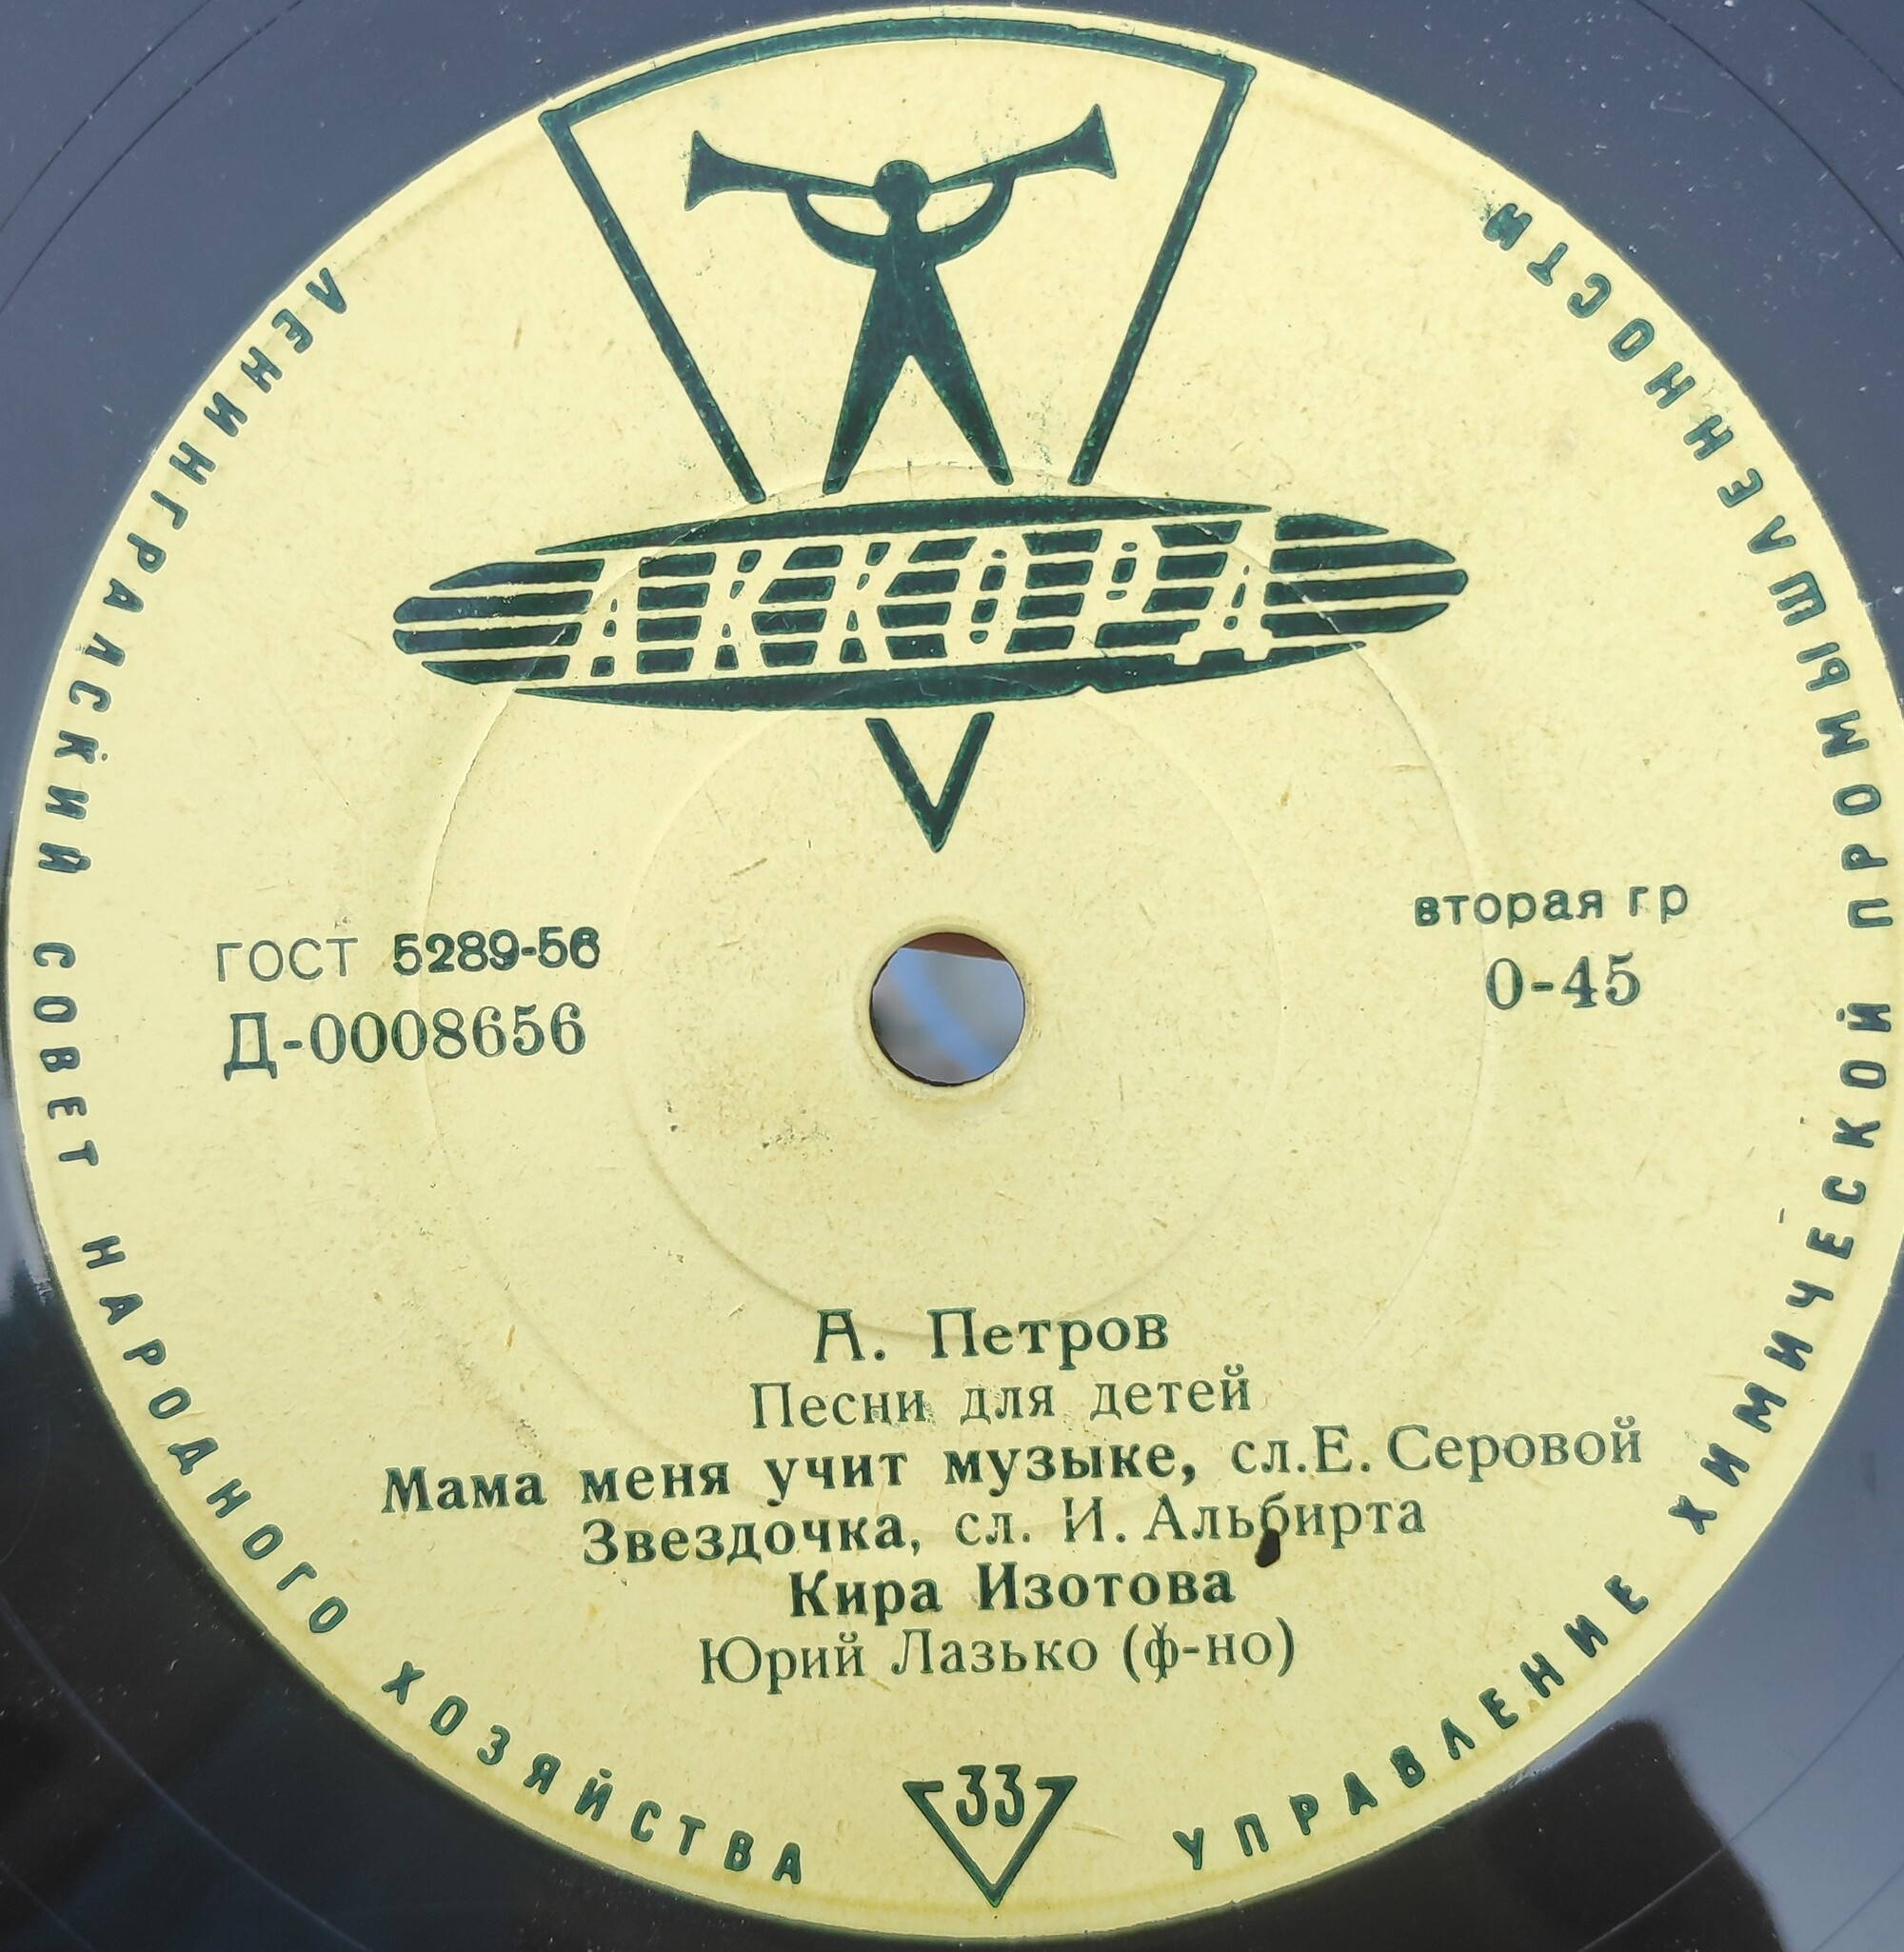 АККОРД
ЛЕНИНГРАДСКИЙ СОВЕТ НАРОДНОГО ХОЗЯЙСТВА
УПРАВЛЕНИЕ ХИМИЧЕСКОЙ ПРОМЫШЛЕННОСТИ
ГОСТ 5289-56
Д-0008656
вторая гр
0-45
А. Петров
Песни для детей
Мама меня учит музыке, сл. Е. Серовой
Звездочка, сл. И. Альбирта
Кира Изотова
Юрий Лазько (ф-но)
33